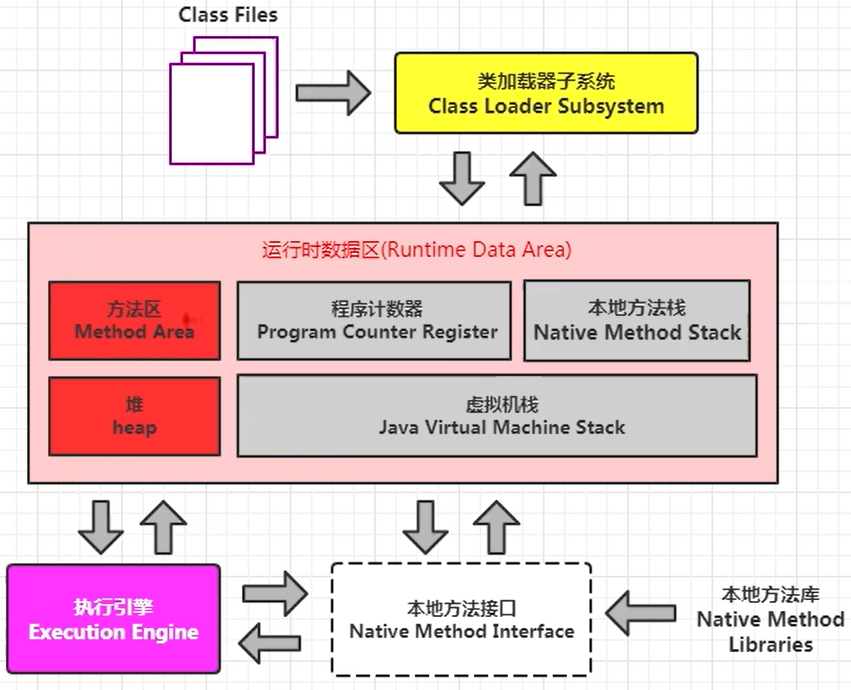 Class Files
类加载器子系统
Class Loader Subsystem
运行时数据区(Runtime Data Area)
方法区
Method Area
程序计数器
Program Counter Register
本地方法栈
Native Method Stack
堆
heap
虚拟机栈
Java Virtual Machine Stack
执行引擎
Execution Engine
本地方法接口
Native Method Interface
本地方法库
Native Method
Libraries